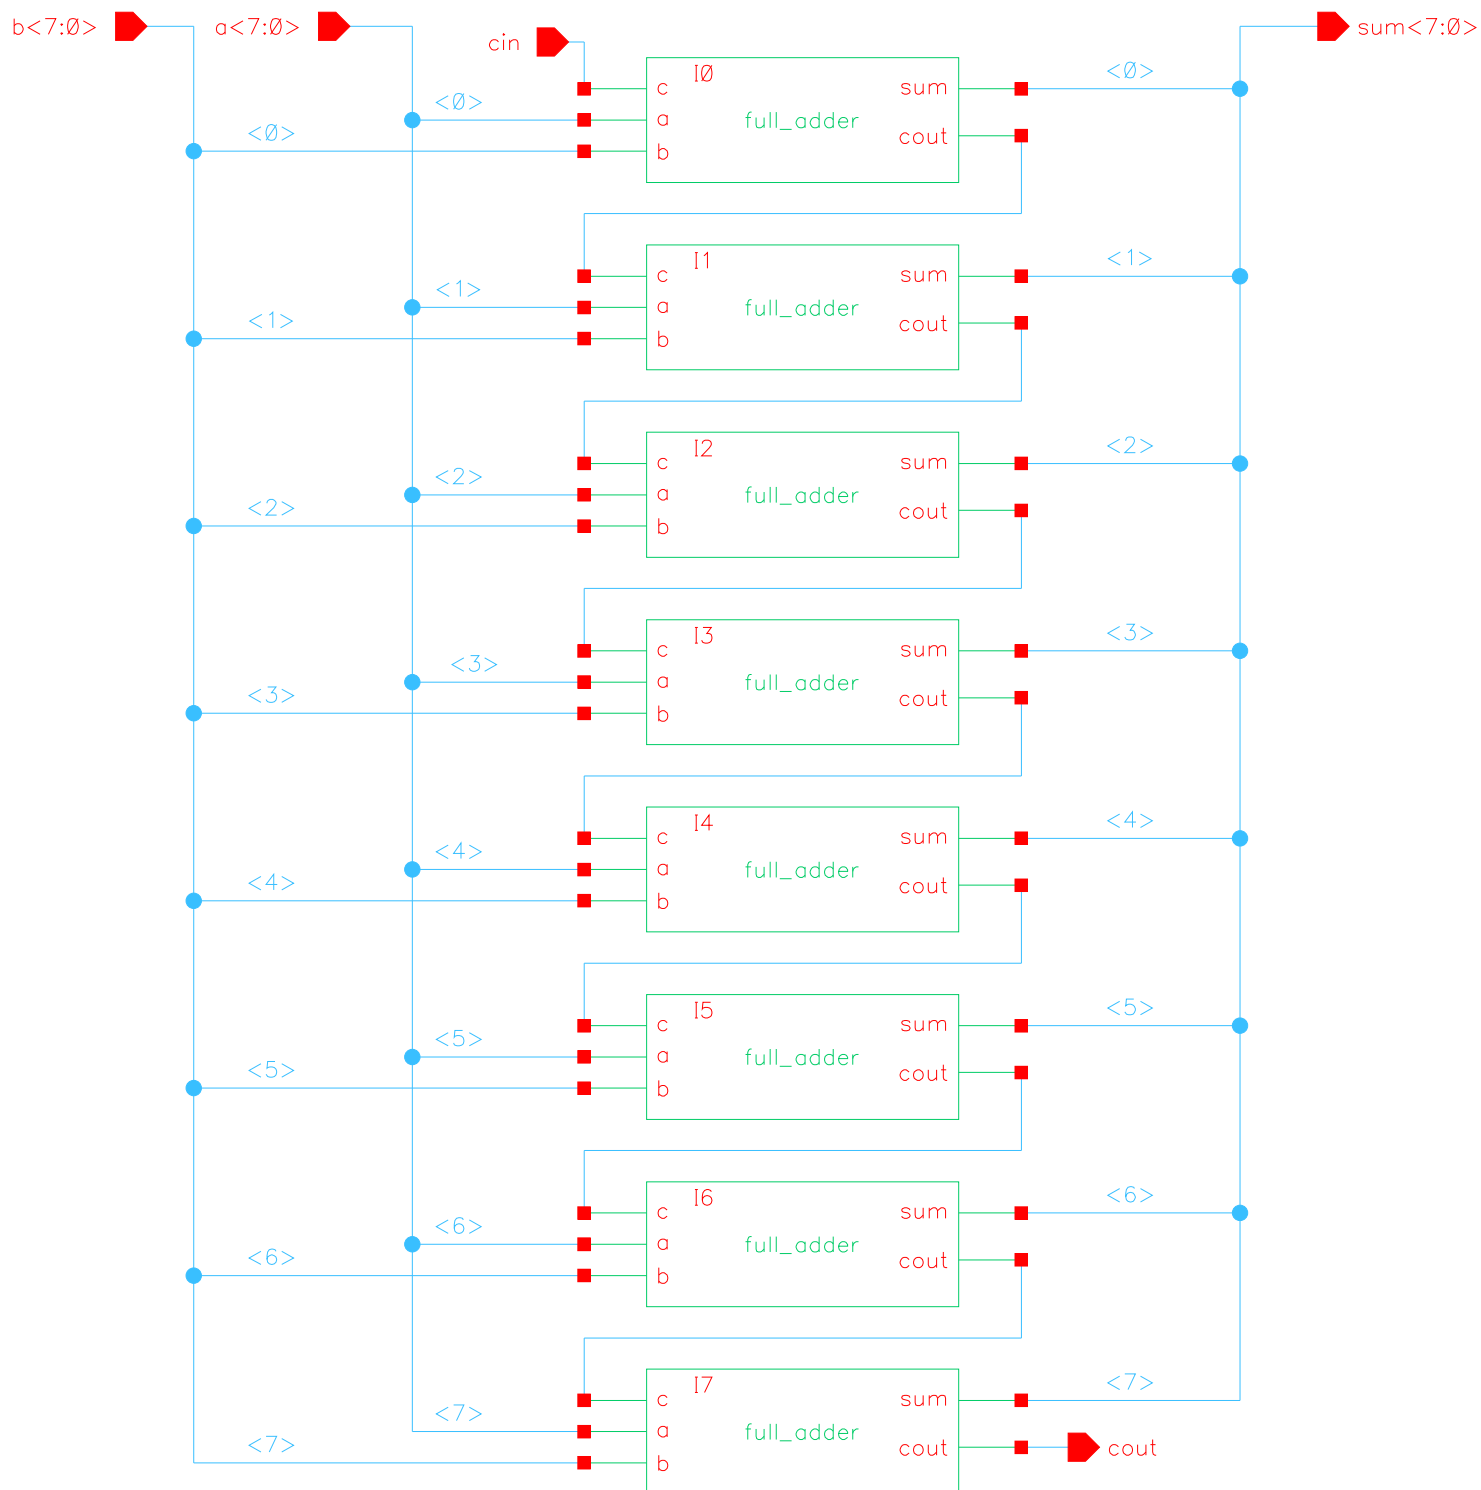 b<7:0> a<7:0> sum<7:0>
cin
I0
<0>
c sum
<0>
a full_adder
<0>
b cout
I1
<1>
c sum
<1>
a full_adder
<1>
b cout
I2
<2>
c sum
<2>
a full_adder
<2>
b cout
I3
<3>
c sum
<3>
a full_adder
<3>
b cout
I4
<4>
c sum
<4>
a full_adder
<4>
b cout
I5
<5>
c sum
<5>
a full_adder
<5>
b cout
I6
<6>
c sum
<6>
a full_adder
<6>
b cout
I7
<7>
c sum
<7>
a full_adder
<7>
b cout cout